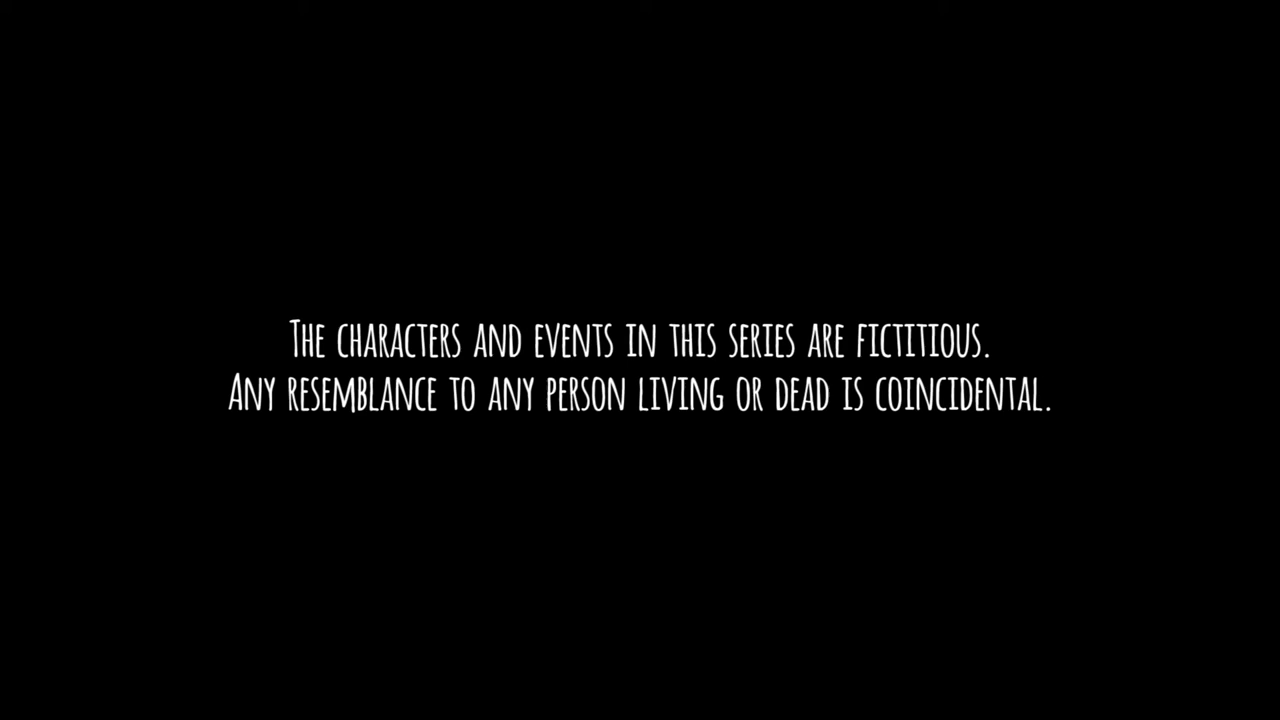 The characters and events in this series are fictitious.
Any resemblance to any person living or dead is coincidental.